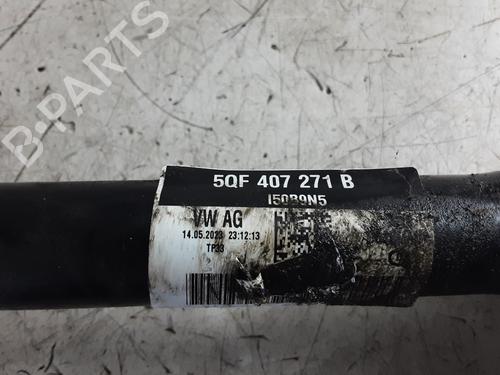 B-PARTS
5QF 407 271 B
I50B9N5
VW AG
14.05.2023 23:12:13
TP33